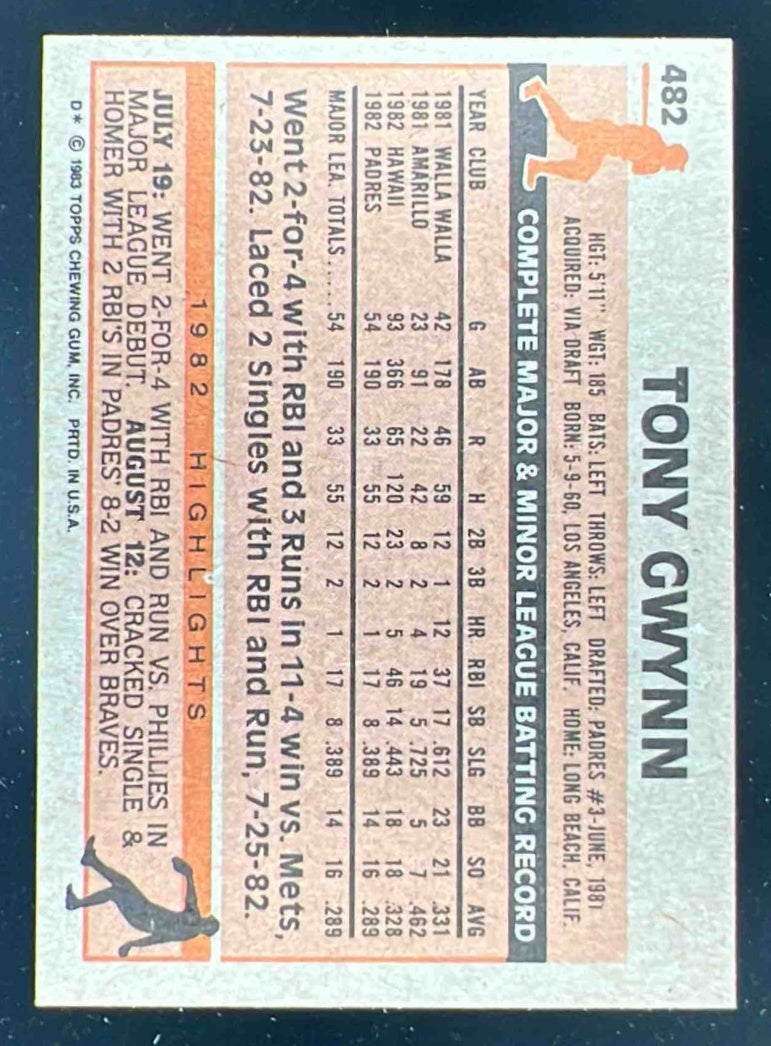 482
TONY GWYNN
HGT: 5'11" WGT: 185 BATS: LEFT THROWS: LEFT DRAFTED: PADRES #3-JUNE, 1981
ACQUIRED: VIA DRAFT BORN: 5-9-60, LOS ANGELES, CALIF. HOME: LONG BEACH, CALIF.
COMPLETE MAJOR & MINOR LEAGUE BATTING RECORD
YEAR CLUB G AB R H 2B 3B HR RBI SB SLG BB SO AVG
1981 WALLA WALLA 42 178 46 59 12 1 12 37 17 .612 23 21 .331
1981 AMARILLO 23 91 22 42 8 2 4 19 5 .725 5 7 .462
1982 HAWAII 93 366 65 120 23 2 5 46 14 .443 18 18 .328
1982 PADRES 54 190 33 55 12 2 1 17 8 .389 14 16 .289
MAJOR LEA. TOTALS ..... 54 190 33 55 12 2 1 17 8 .389 14 16 .289
Went 2-for-4 with RBI and 3 Runs in 11-4 win vs. Mets,
7-23-82. Laced 2 Singles with RBI and Run, 7-25-82.
1982 HIGHLIGHTS
JULY 19: WENT 2-FOR-4 WITH RBI AND RUN VS. PHILLIES IN
MAJOR LEAGUE DEBUT. AUGUST 12: CRACKED SINGLE &
HOMER WITH 2 RBI'S IN PADRES' 8-2 WIN OVER BRAVES.
D* © 1983 TOPPS CHEWING GUM, INC. PRTD. IN U.S.A.